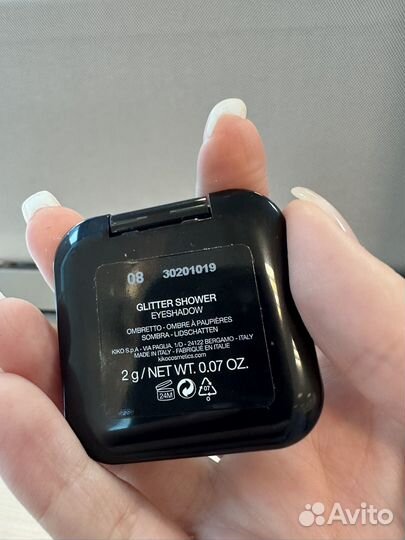 08 30201019
GLITTER SHOWER
EYESHADOW
OMBRETTO - OMBRE À PAUPIÈRES
SOMBRA - LIDSCHATTEN
KIKO S.p.A - VIA PAGLIA, 1/D - 24122 BERGAMO - ITALY
MADE IN ITALY - FABRIQUÉ EN ITALIE
kikocosmetics.com
2 g / NET WT. 0.07 OZ.
24M
07
Avito